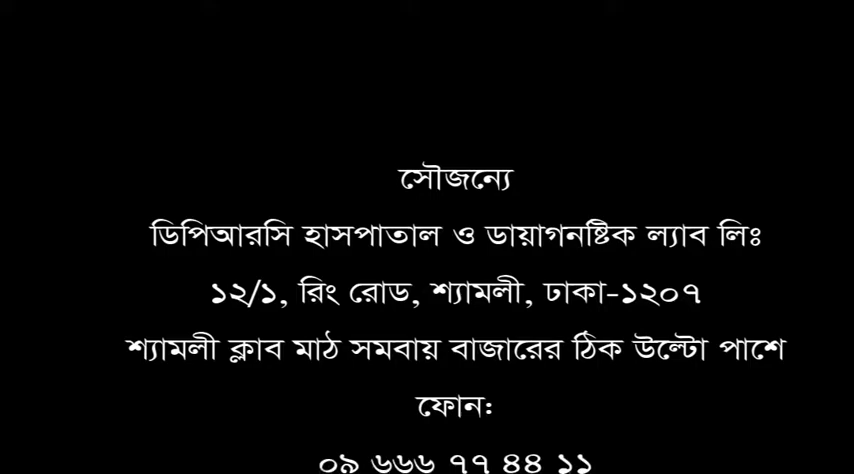 সৌজন্যে
ডিপিআরসি হাসপাতাল ও ডায়াগনষ্টিক ল্যাব লিঃ
১২/১, রিং রোড, শ্যামলী, ঢাকা-১২০৭
শ্যামলী ক্লাব মাঠ সমবায় বাজারের ঠিক উল্টো পাশে
ফোন:
০৯ ৬৬৬ ৭৭ ৪৪ ১১